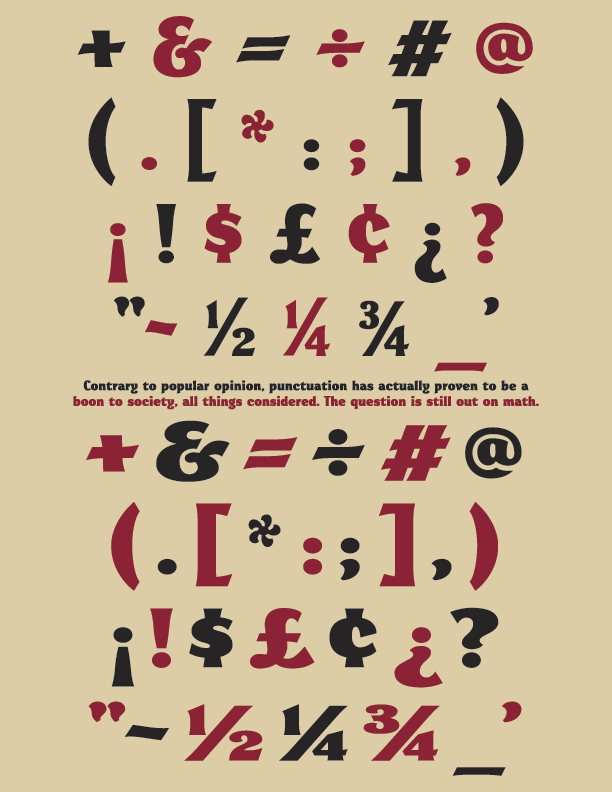 + & = ÷ # @
( . [ * : ; ] , )
¡ ! $ £ ¢ ¿ ?
" - ½ ¼ ¾ _ ’
Contrary to popular opinion, punctuation has actually proven to be a
boon to society, all things considered. The question is still out on math.
+ & = ÷ # @
( . [ * : ; ] , )
¡ ! $ £ ¢ ¿ ?
" - ½ ¼ ¾ _ ’